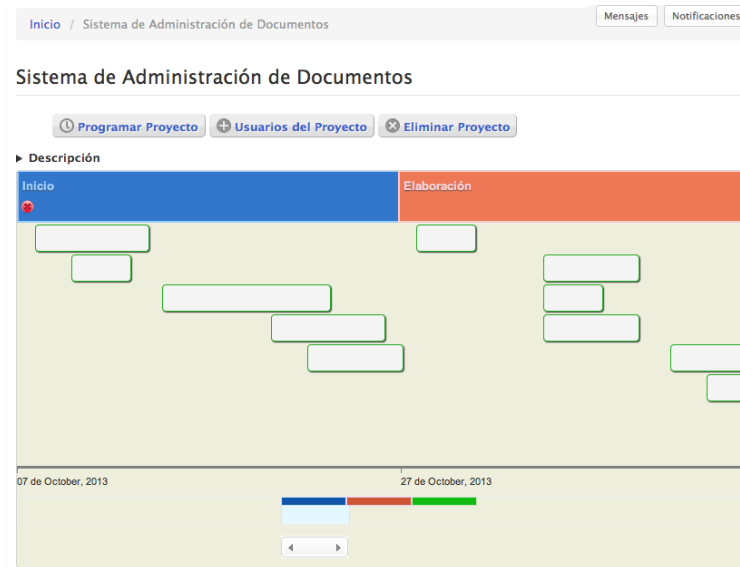 Mensajes Notificaciones
Inicio / Sistema de Administración de Documentos
Sistema de Administración de Documentos
Programar Proyecto Usuarios del Proyecto Eliminar Proyecto
Descripción
Inicio Elaboración
07 de October, 2013 27 de October, 2013